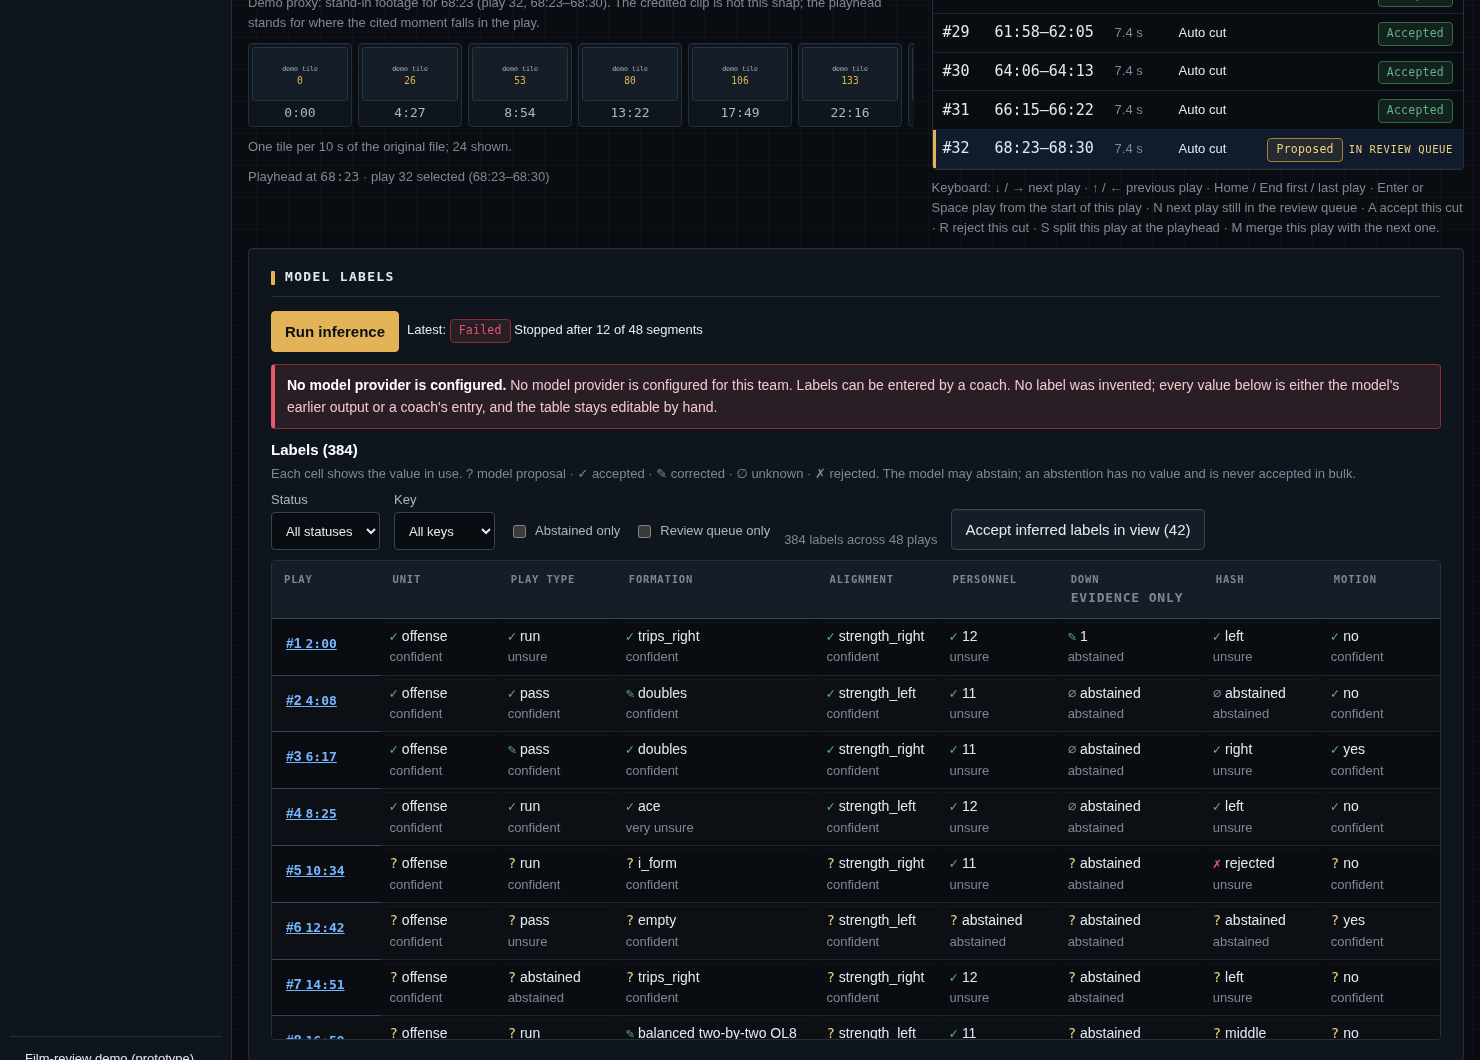 Demo proxy: stand-in footage for 68:23 (play 32, 68:23–68:30). The credited clip is not this snap; the playhead
stands for where the cited moment falls in the play.
demo tile demo tile demo tile demo tile demo tile demo tile
0 26 53 80 106 133
0:00 4:27 8:54 13:22 17:49 22:16
One tile per 10 s of the original file; 24 shown.
Playhead at 68:23 · play 32 selected (68:23–68:30)
#29 61:58–62:05 7.4 s Auto cut Accepted
#30 64:06–64:13 7.4 s Auto cut Accepted
#31 66:15–66:22 7.4 s Auto cut Accepted
#32 68:23–68:30 7.4 s Auto cut Proposed IN REVIEW QUEUE
Keyboard: ↓ / → next play · ↑ / ← previous play · Home / End first / last play · Enter or
Space play from the start of this play · N next play still in the review queue · A accept this cut
· R reject this cut · S split this play at the playhead · M merge this play with the next one.
MODEL LABELS
Run inference Latest: Failed Stopped after 12 of 48 segments
No model provider is configured. No model provider is configured for this team. Labels can be entered by a coach. No label was invented; every value below is either the model's
earlier output or a coach's entry, and the table stays editable by hand.
Labels (384)
Each cell shows the value in use. ? model proposal · ✓ accepted · ✎ corrected · ∅ unknown · ✗ rejected. The model may abstain; an abstention has no value and is never accepted in bulk.
Status Key
All statuses All keys Abstained only Review queue only 384 labels across 48 plays Accept inferred labels in view (42)
PLAY UNIT PLAY TYPE FORMATION ALIGNMENT PERSONNEL DOWN HASH MOTION
EVIDENCE ONLY
#1 2:00 ✓ offense ✓ run ✓ trips_right ✓ strength_right ✓ 12 ✎ 1 ✓ left ✓ no
confident unsure confident confident unsure abstained unsure confident
#2 4:08 ✓ offense ✓ pass ✎ doubles ✓ strength_left ✓ 11 ∅ abstained ∅ abstained ✓ no
confident confident confident confident unsure abstained abstained confident
#3 6:17 ✓ offense ✎ pass ✓ doubles ✓ strength_right ✓ 11 ∅ abstained ✓ right ✓ yes
confident confident confident confident unsure abstained unsure confident
#4 8:25 ✓ offense ✓ run ✓ ace ✓ strength_left ✓ 12 ∅ abstained ✓ left ✓ no
confident confident very unsure confident unsure abstained unsure confident
#5 10:34 ? offense ? run ? i_form ? strength_right ✓ 11 ? abstained ✗ rejected ? no
confident confident confident confident unsure abstained unsure confident
#6 12:42 ? offense ? pass ? empty ? strength_left ? abstained ? abstained ? abstained ? yes
confident unsure confident confident abstained abstained abstained confident
#7 14:51 ? offense ? abstained ? trips_right ? strength_right ✓ 12 ? abstained ? left ? no
confident abstained confident confident unsure abstained unsure confident
#8 16:59 ? offense ? run ✎ balanced two-by-two OL8 ? strength_left ✓ 11 ? abstained ? middle ? no
Film-review demo (prototype)